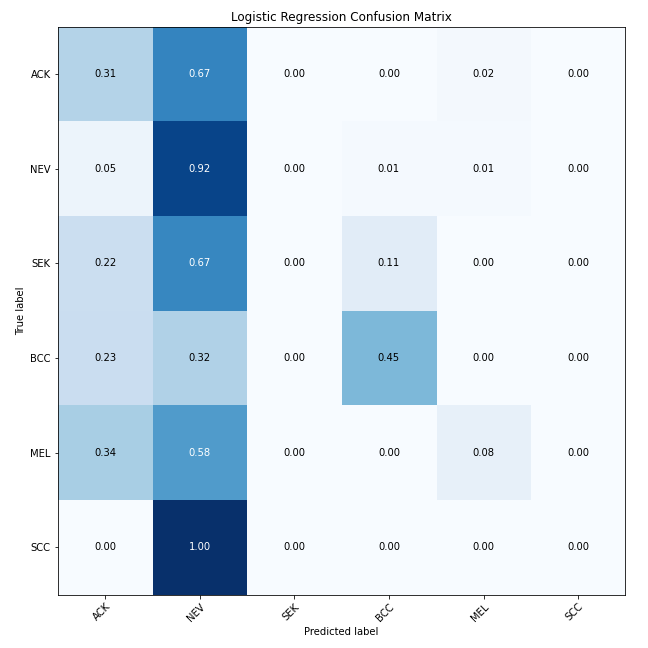 Logistic Regression Confusion Matrix
ACK 0.31 0.67 0.00 0.00 0.02 0.00
NEV 0.05 0.92 0.00 0.01 0.01 0.00
SEK 0.22 0.67 0.00 0.11 0.00 0.00
True label
BCC 0.23 0.32 0.00 0.45 0.00 0.00
MEL 0.34 0.58 0.00 0.00 0.08 0.00
SCC 0.00 1.00 0.00 0.00 0.00 0.00
ACK NEV SEK BCC MEL SCC
Predicted label